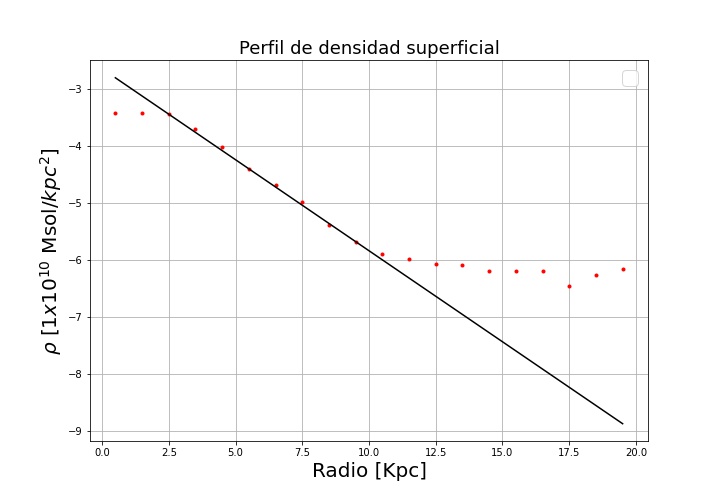 Perfil de densidad superficial
ρ [1x10¹⁰ Msol/kpc²]
−3
−4
−5
−6
−7
−8
−9
0.0 2.5 5.0 7.5 10.0 12.5 15.0 17.5 20.0
Radio [Kpc]